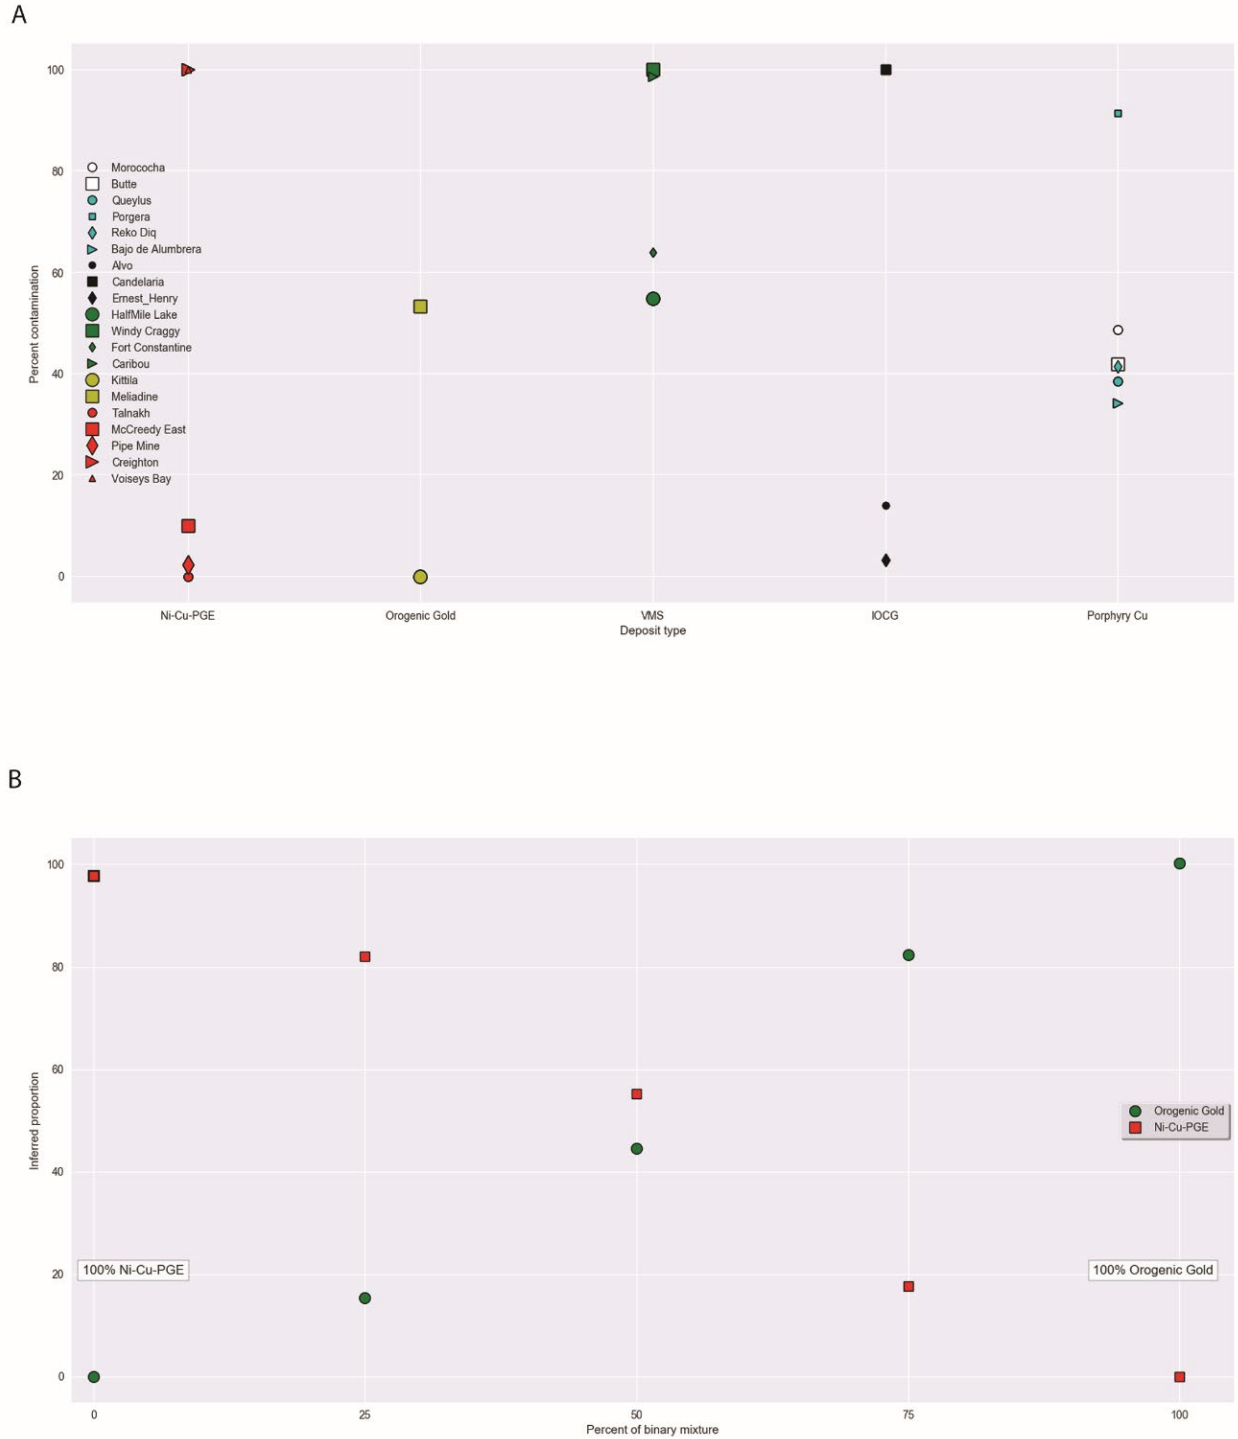 A
100
80
60
40
20
0
Percent contamination
Morococha
Butte
Queylus
Porgera
Reko Diq
Bajo de Alumbrera
Alvo
Candelaria
Ernest_Henry
HalfMile Lake
Windy Craggy
Fort Constantine
Caribou
Kittila
Meliadine
Talnakh
McCreedy East
Pipe Mine
Creighton
Voiseys Bay
Ni-Cu-PGE Orogenic Gold VMS IOCG Porphyry Cu
Deposit type
B
100
80
60
40
20
0
Inferred proportion
Orogenic Gold
Ni-Cu-PGE
100% Ni-Cu-PGE
100% Orogenic Gold
0 25 50 75 100
Percent of binary mixture